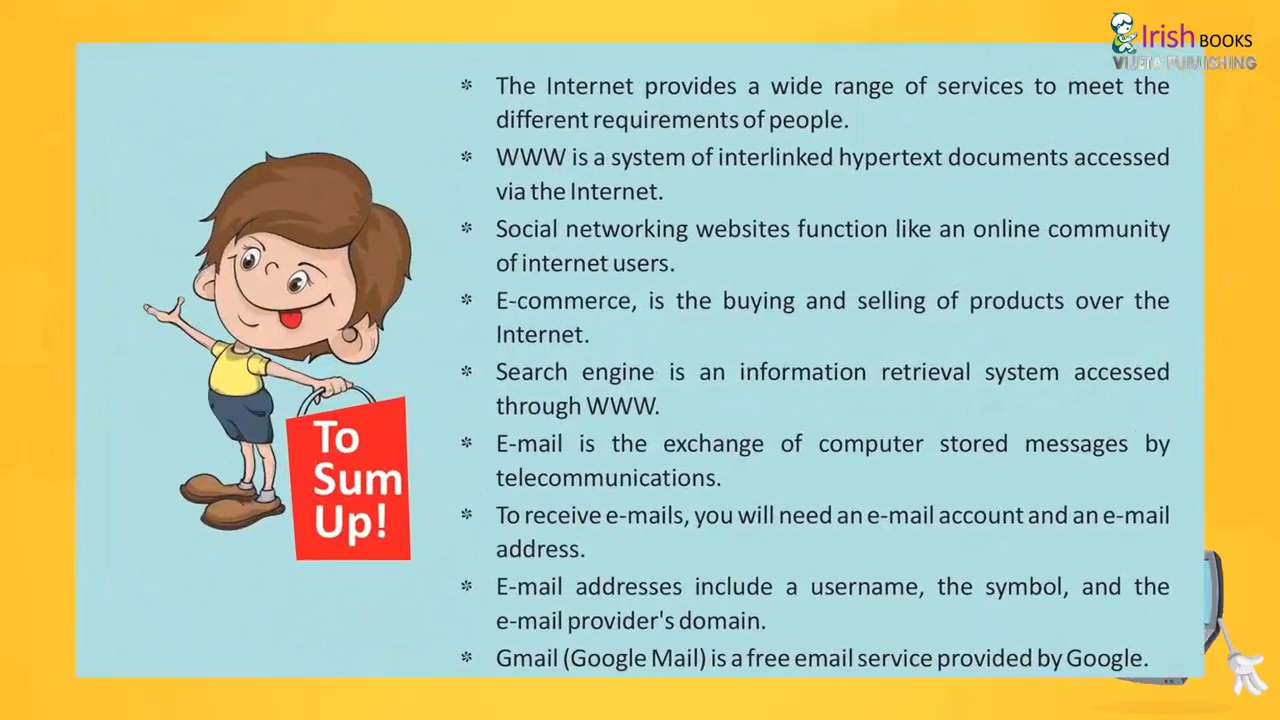 Irish BOOKS
VIJETA PUBLISHING
* The Internet provides a wide range of services to meet the
different requirements of people.
* WWW is a system of interlinked hypertext documents accessed
via the Internet.
* Social networking websites function like an online community
of internet users.
* E-commerce, is the buying and selling of products over the
Internet.
* Search engine is an information retrieval system accessed
through WWW.
* E-mail is the exchange of computer stored messages by
telecommunications.
* To receive e-mails, you will need an e-mail account and an e-mail
address.
* E-mail addresses include a username, the symbol, and the
e-mail provider's domain.
* Gmail (Google Mail) is a free email service provided by Google.
To
Sum
Up!